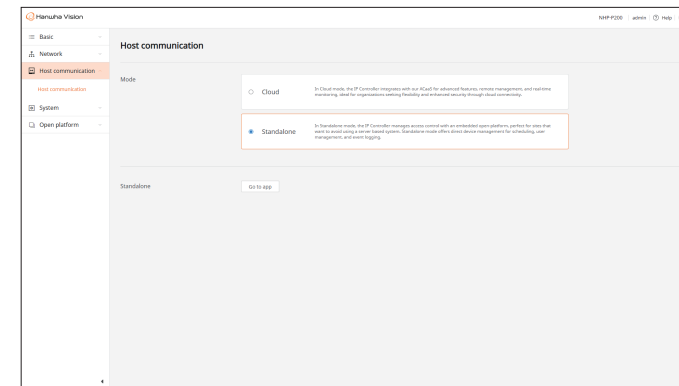 Hanwha Vision
NHP-P200 admin Help
Basic
Network
Host communication
Host communication
System
Open platform
Host communication
Mode
Cloud
In Cloud mode, the IP Controller integrates with our ACaaS for advanced features, remote management, and real-time
monitoring, ideal for organizations seeking flexibility and enhanced security through cloud connectivity.
Standalone
In Standalone mode, the IP Controller manages access control with an embedded open platform, perfect for sites that
want to avoid using a server based system. Standalone mode offers direct device management for scheduling, user
management, and event logging.
Standalone
Go to app